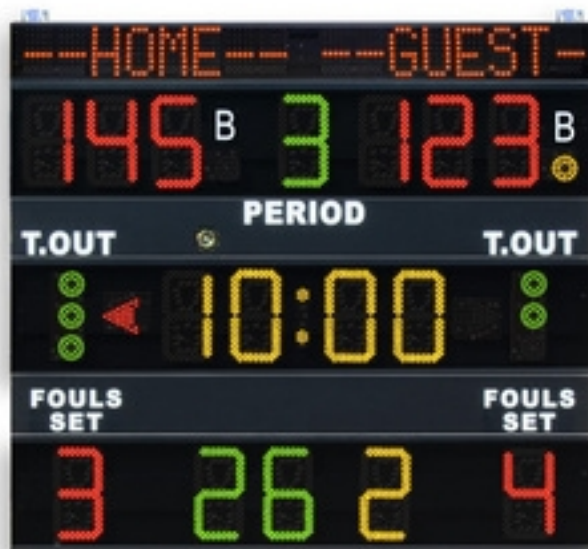 --HOME-- --GUEST-
145 B 3 123 B
PERIOD
T.OUT T.OUT
10:00
FOULS SET FOULS SET
3 26 2 4